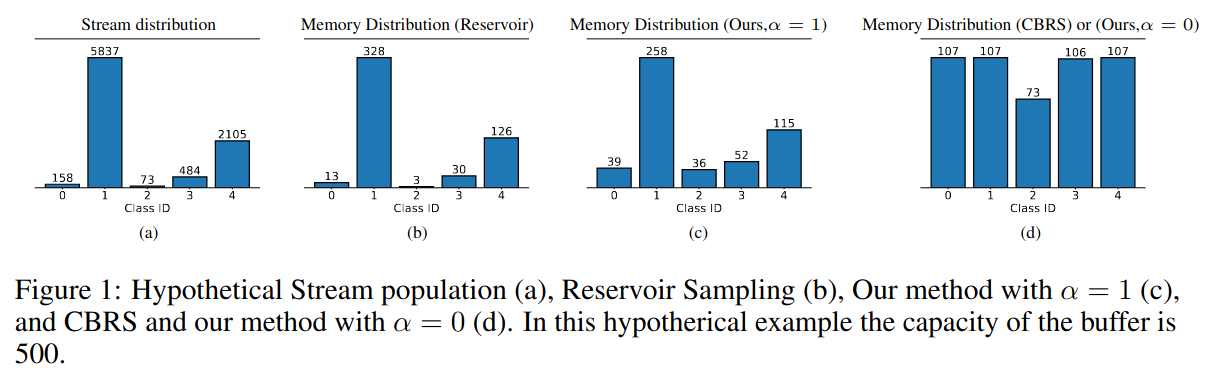 Stream distribution
5837
158
73
484
2105
0 1 2 3 4
Class ID
(a)
Memory Distribution (Reservoir)
328
13
3
30
126
0 1 2 3 4
Class ID
(b)
Memory Distribution (Ours,α = 1)
258
39
36
52
115
0 1 2 3 4
Class ID
(c)
Memory Distribution (CBRS) or (Ours,α = 0)
107 107 73 106 107
0 1 2 3 4
Class ID
(d)
Figure 1: Hypothetical Stream population (a), Reservoir Sampling (b), Our method with α = 1 (c),
and CBRS and our method with α = 0 (d). In this hypotherical example the capacity of the buffer is
500.